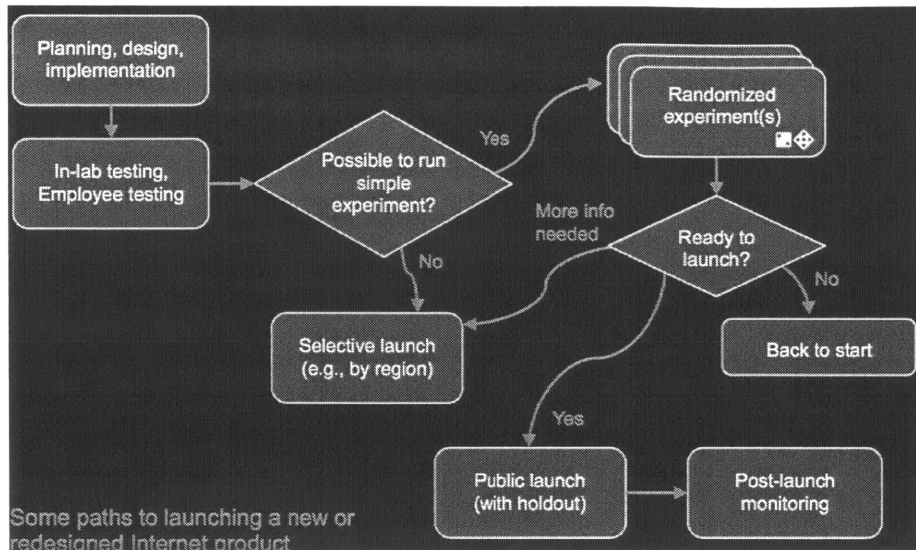 Planning, design,
implementation
In-lab testing,
Employee testing
Possible to run
simple
experiment?
Yes
No
Randomized
experiment(s)
More info
needed
Ready to
launch?
No
Selective launch
(e.g., by region)
Back to start
Yes
Public launch
(with holdout)
Post-launch
monitoring
Some paths to launching a new or
redesigned Internet product